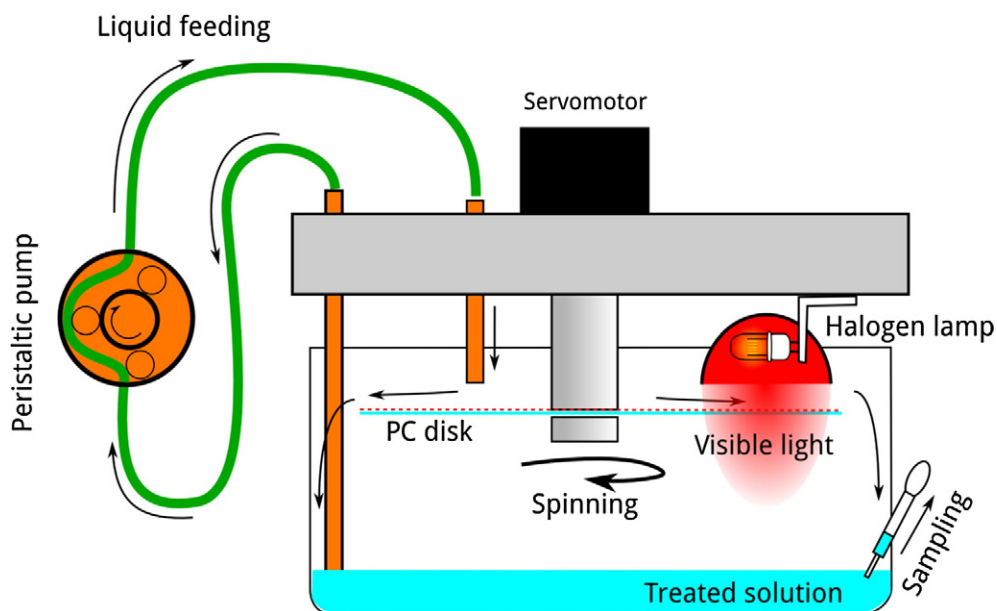 Liquid feeding
Servomotor
Peristaltic pump
Halogen lamp
PC disk
Visible light
Spinning
Sampling
Treated solution